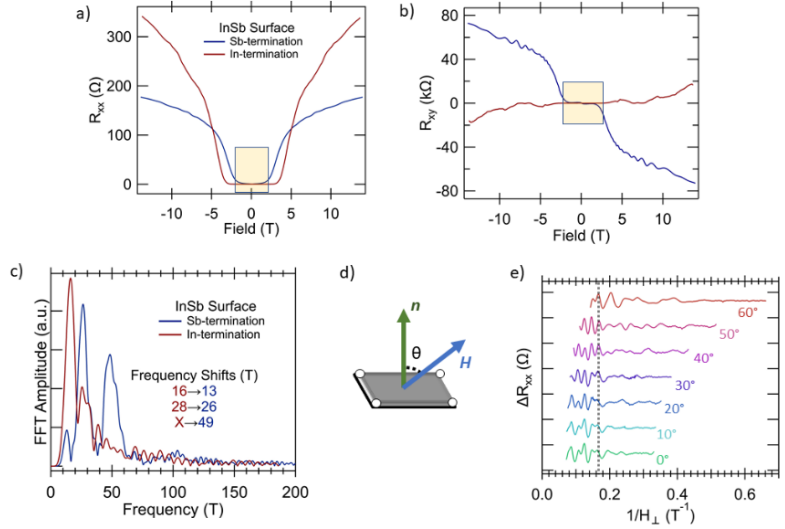 a)
InSb Surface
Sb-termination
In-termination
300
200
100
0
Rxx (Ω)
-10 -5 0 5 10
Field (T)
b)
80
40
0
-40
-80
Rxy (kΩ)
-10 -5 0 5 10
Field (T)
c)
InSb Surface
Sb-termination
In-termination
Frequency Shifts (T)
16→13
28→26
X→49
FFT Amplitude (a.u.)
0 50 100 150 200
Frequency (T)
d)
n
θ
H
e)
60°
50°
40°
30°
20°
10°
0°
ΔRxx (Ω)
0.0 0.2 0.4 0.6
1/H⊥ (T⁻¹)